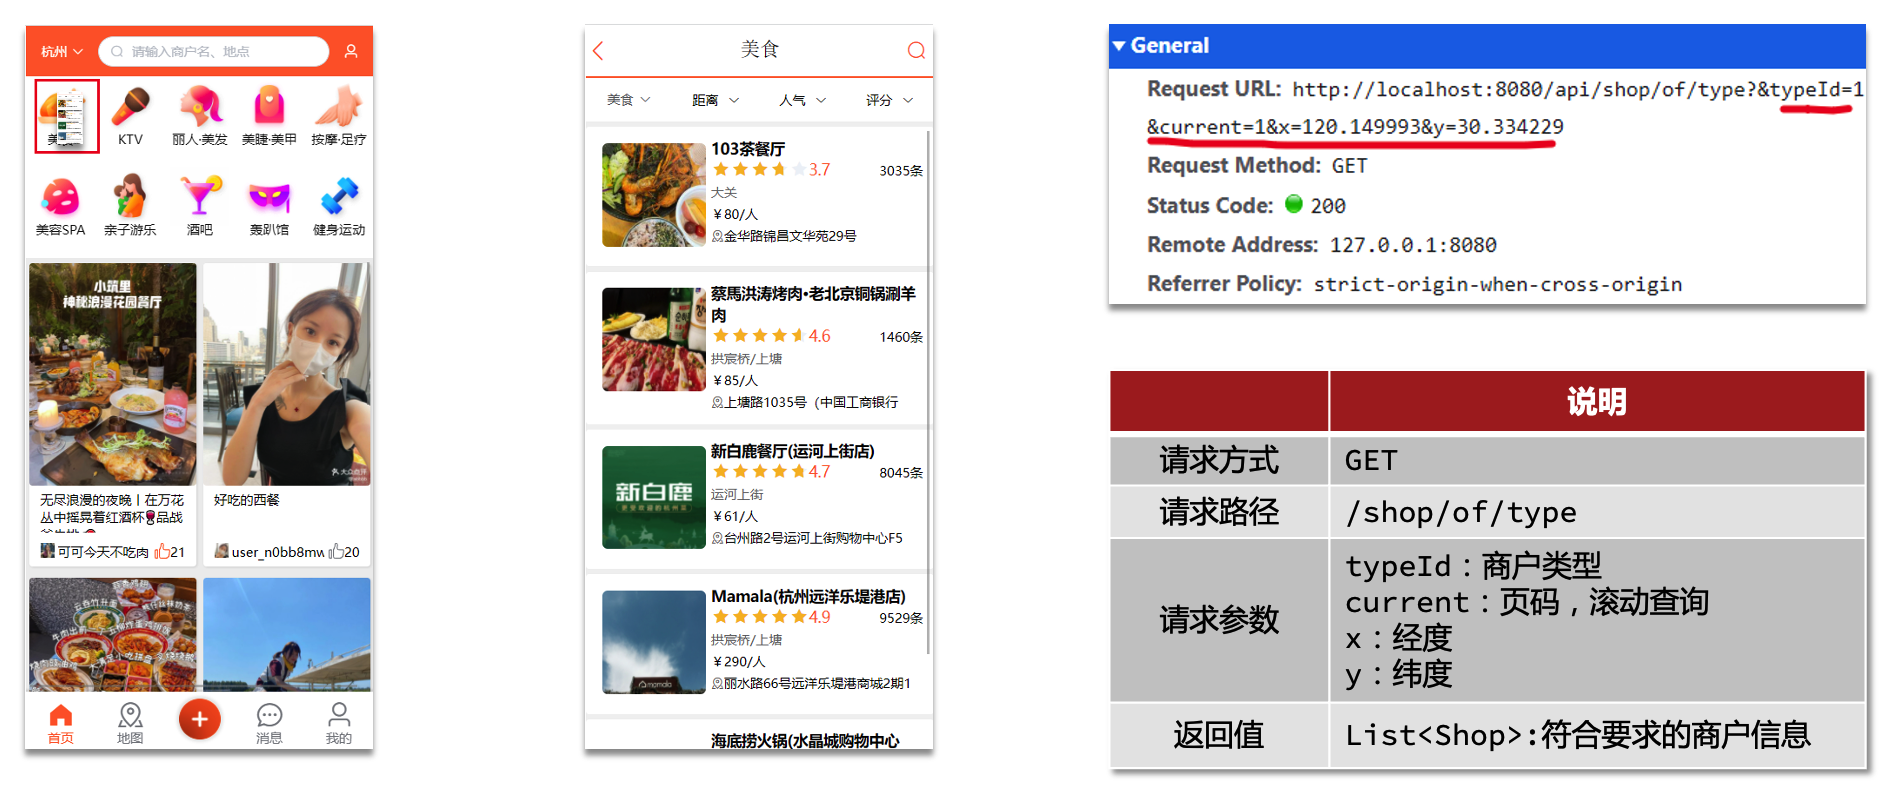 杭州
请输入商户名、地点
KTV
丽人·美发
美睫·美甲
按摩·足疗
美容SPA
亲子游乐
酒吧
轰趴馆
健身运动
小筑里
神秘浪漫花园餐厅
无尽浪漫的夜晚丨在万花
丛中摇晃着红酒杯🍷品战
可可今天不吃肉
21
大众点评
好吃的西餐
user_n0bb8mw
20
首页
地图
消息
我的
美食
美食
距离
人气
评分
103茶餐厅
3.7
3035条
大关
￥80/人
金华路锦昌文华苑29号
蔡馬洪涛烤肉·老北京铜锅涮羊
肉
4.6
1460条
拱宸桥/上塘
￥85/人
上塘路1035号（中国工商银行
新白鹿
新白鹿餐厅(运河上街店)
4.7
8045条
运河上街
￥61/人
台州路2号运河上街购物中心F5
mamala
Mamala(杭州远洋乐堤港店)
4.9
9529条
拱宸桥/上塘
￥290/人
丽水路66号远洋乐堤港商城2期1
海底捞火锅(水晶城购物中心
General
Request URL: http://localhost:8080/api/shop/of/type?&typeId=1
&current=1&x=120.149993&y=30.334229
Request Method: GET
Status Code: 200
Remote Address: 127.0.0.1:8080
Referrer Policy: strict-origin-when-cross-origin
说明
请求方式
GET
请求路径
/shop/of/type
请求参数
typeId：商户类型
current：页码，滚动查询
x：经度
y：纬度
返回值
List<Shop>:符合要求的商户信息